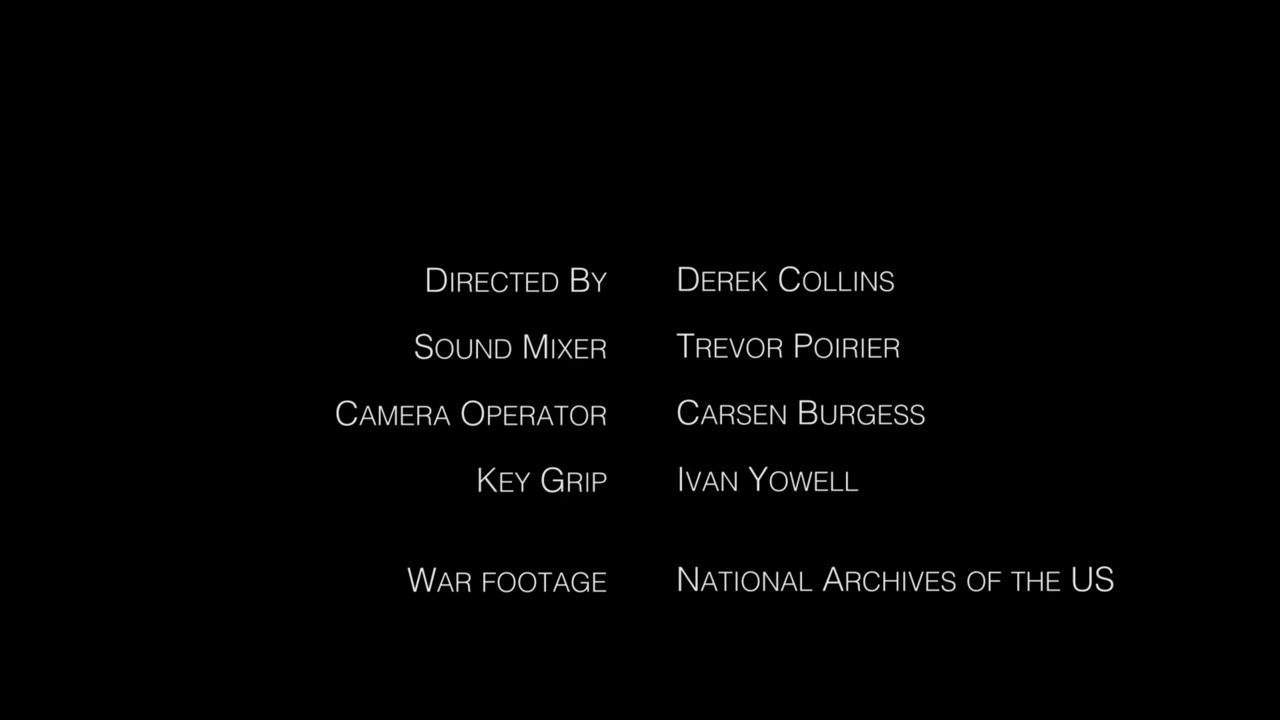 Directed By Derek Collins
Sound Mixer Trevor Poirier
Camera Operator Carsen Burgess
Key Grip Ivan Yowell
War footage National Archives of the US